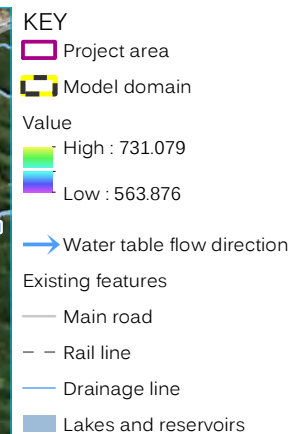 KEY
Project area
Model domain
Value
High : 731.079
Low : 563.876
Water table flow direction
Existing features
Main road
Rail line
Drainage line
Lakes and reservoirs